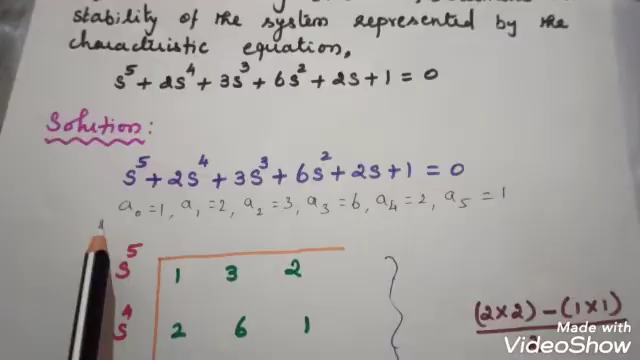 stability of the system represented by the
characteristic equation,
s⁵ + 2s⁴ + 3s³ + 6s² + 2s + 1 = 0
Solution:
s⁵ + 2s⁴ + 3s³ + 6s² + 2s + 1 = 0
a₀ = 1, a₁ = 2, a₂ = 3, a₃ = 6, a₄ = 2, a₅ = 1
s⁵ 1 3 2
s⁴ 2 6 1
(2×2) − (1×1)
Made with
VideoShow